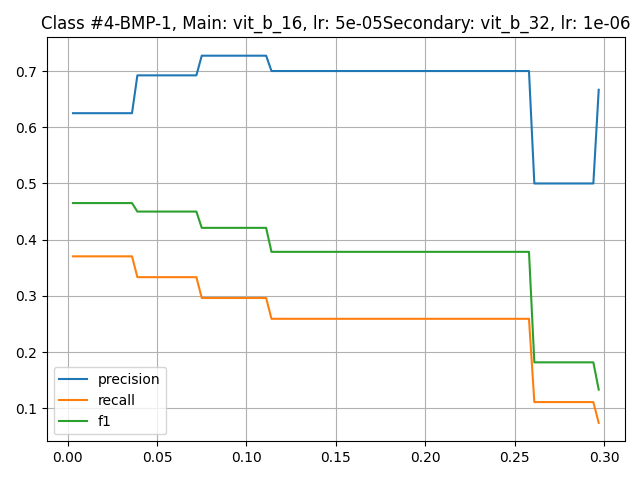 Class #4-BMP-1, Main: vit_b_16, lr: 5e-05Secondary: vit_b_32, lr: 1e-06
0.7
0.6
0.5
0.4
0.3
0.2
0.1
precision
recall
f1
0.00 0.05 0.10 0.15 0.20 0.25 0.30